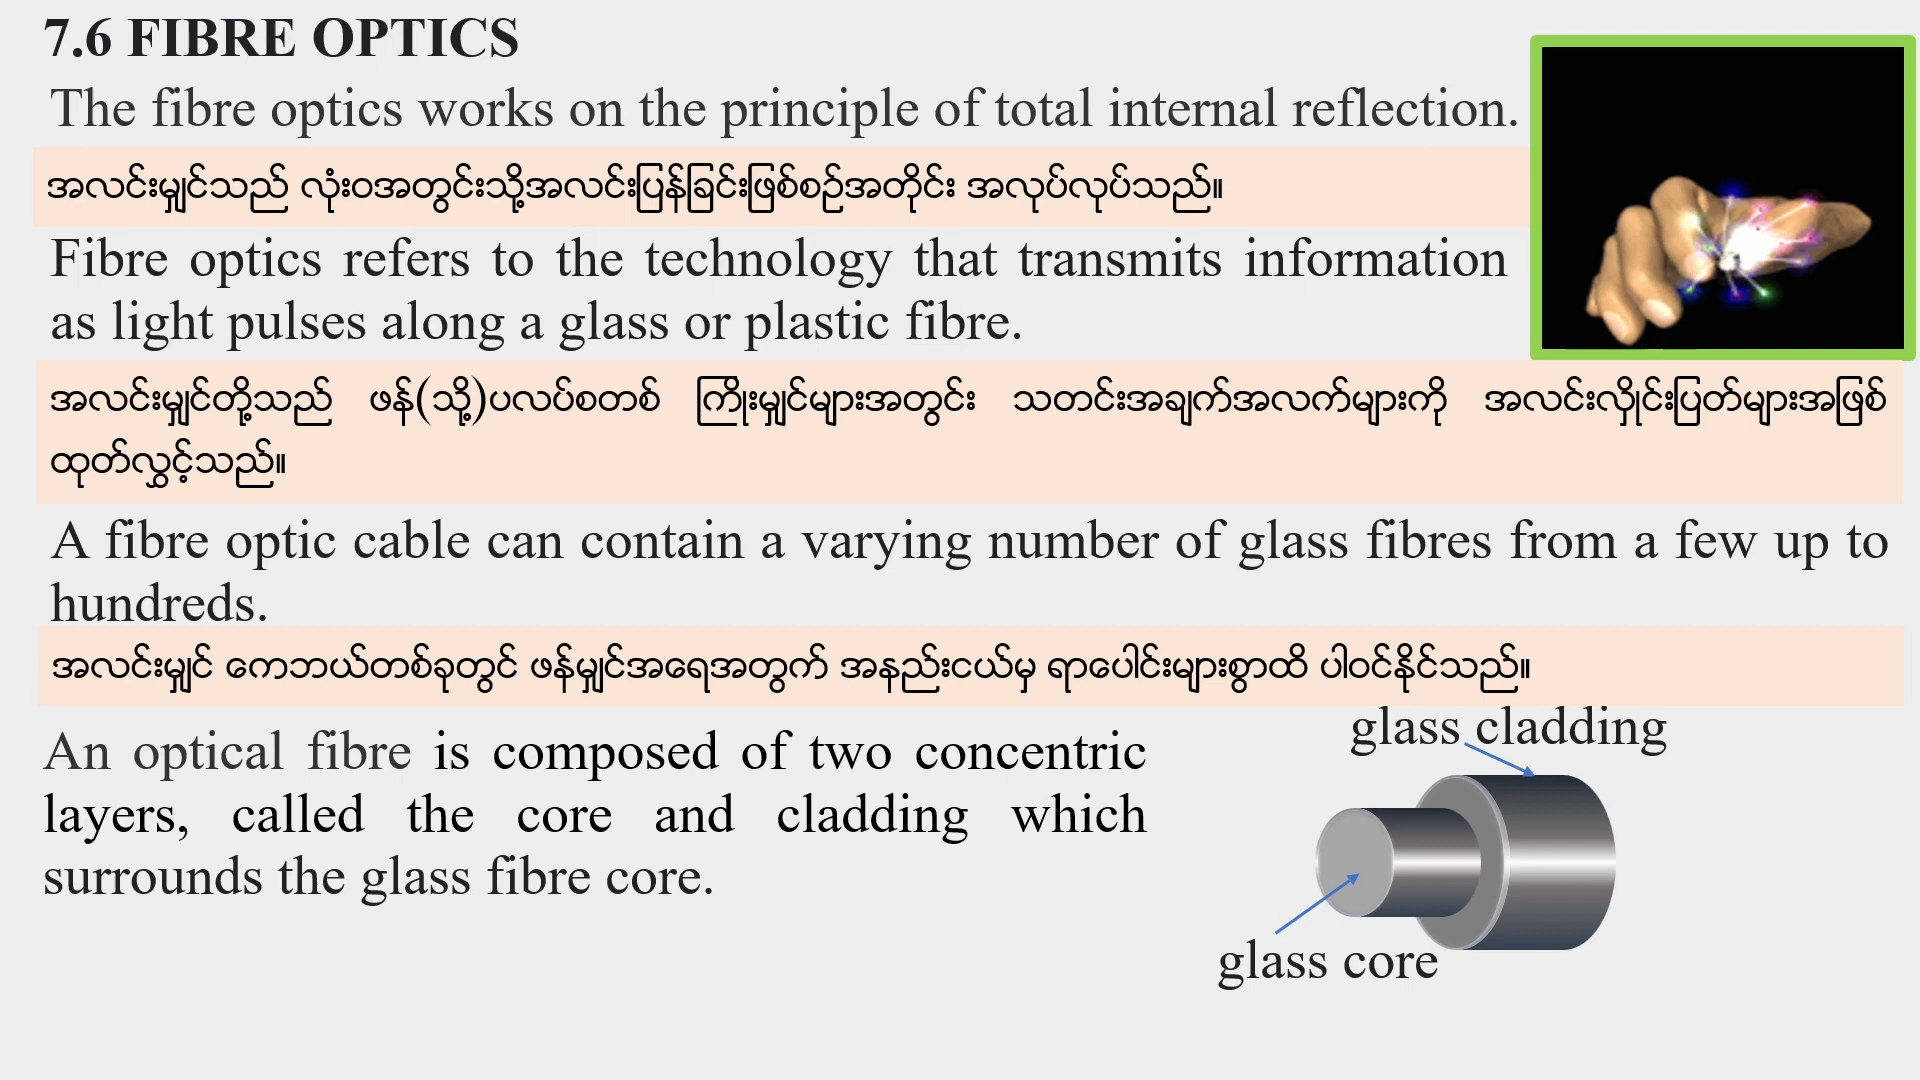 7.6 FIBRE OPTICS
The fibre optics works on the principle of total internal reflection.
အလင်းမျှင်သည် လုံးဝအတွင်းသို့အလင်းပြန်ခြင်းဖြစ်စဉ်အတိုင်း အလုပ်လုပ်သည်။
Fibre optics refers to the technology that transmits information
as light pulses along a glass or plastic fibre.
အလင်းမျှင်တို့သည် ဖန်(သို့)ပလပ်စတစ် ကြိုးမျှင်များအတွင်း သတင်းအချက်အလက်များကို အလင်းလှိုင်းပြတ်များအဖြစ်
ထုတ်လွှင့်သည်။
A fibre optic cable can contain a varying number of glass fibres from a few up to
hundreds.
အလင်းမျှင် ကေဘယ်တစ်ခုတွင် ဖန်မျှင်အရေအတွက် အနည်းငယ်မှ ရာပေါင်းများစွာထိ ပါဝင်နိုင်သည်။
An optical fibre is composed of two concentric
layers, called the core and cladding which
surrounds the glass fibre core.
glass cladding
glass core